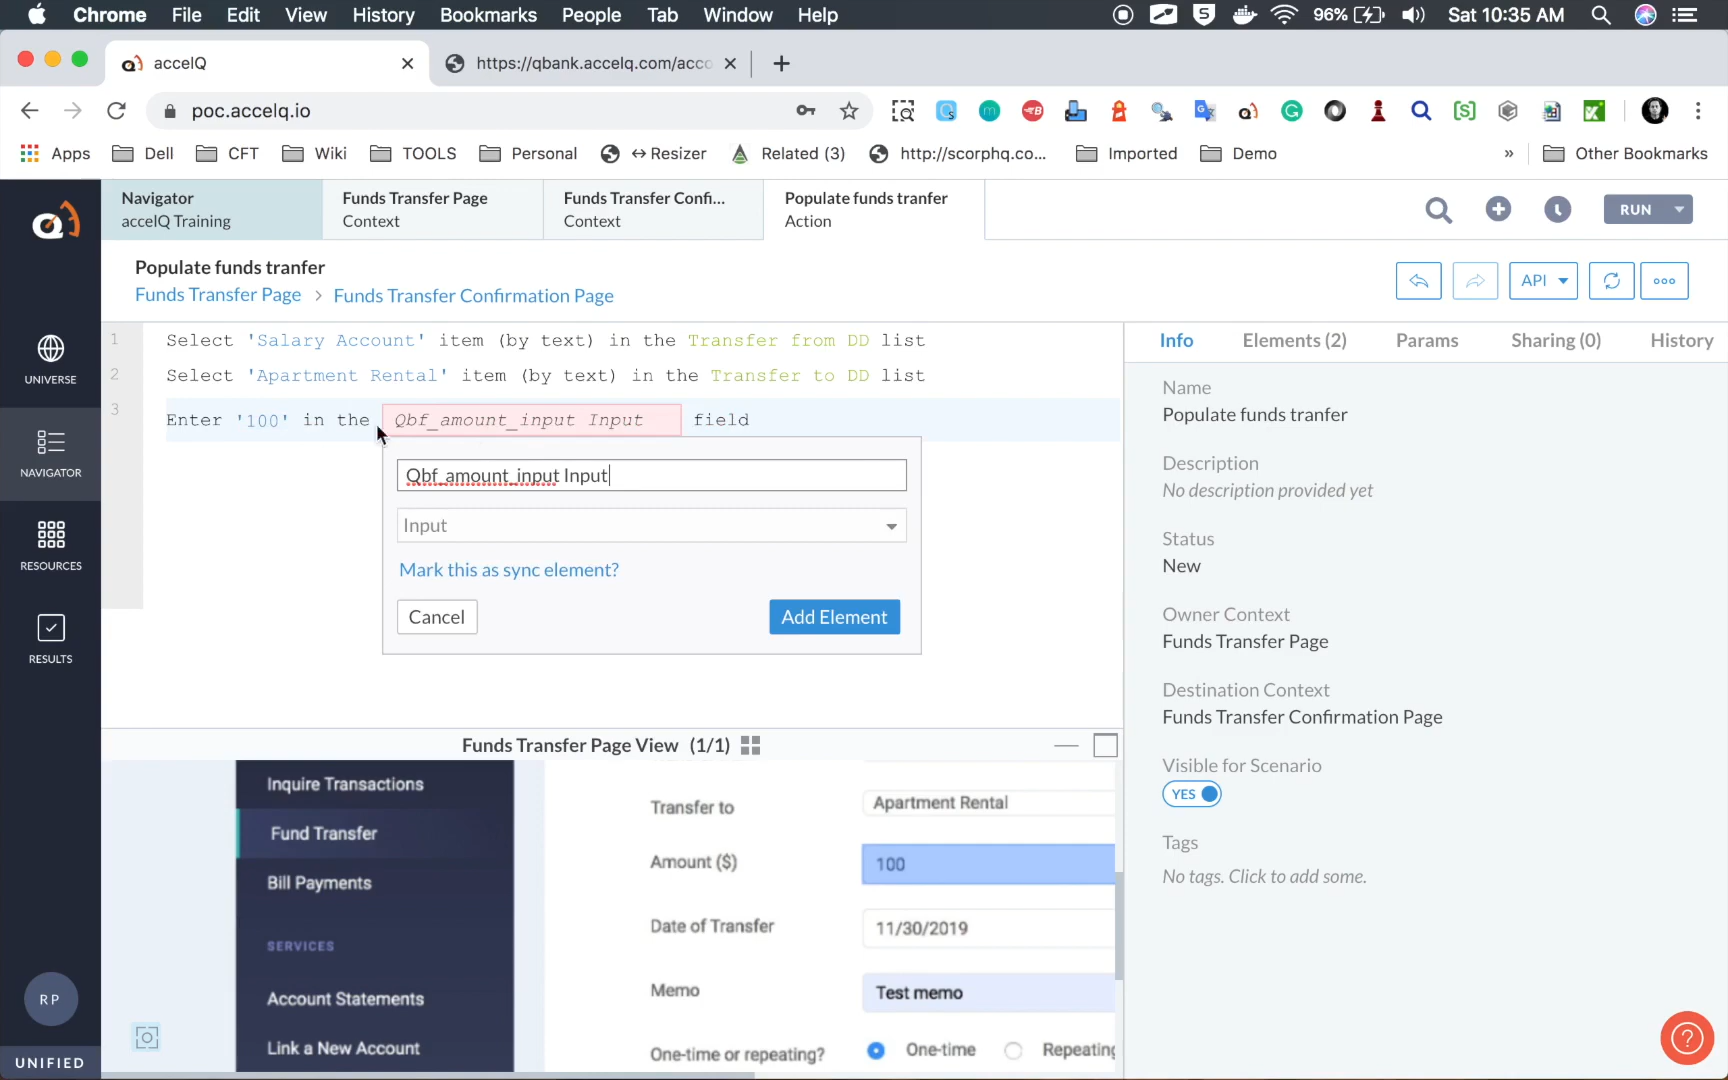 Chrome File Edit View History Bookmarks People Tab Window Help 96% Sat 10:35 AM
accelQ https://qbank.accelq.com/acco
poc.accelq.io
Apps Dell CFT Wiki TOOLS Personal ↔Resizer Related (3) http://scorphq.co... Imported Demo » Other Bookmarks
Navigator
accelQ Training
Funds Transfer Page
Context
Funds Transfer Confi...
Context
Populate funds tranfer
Action
RUN
Populate funds tranfer
Funds Transfer Page > Funds Transfer Confirmation Page
API
UNIVERSE
NAVIGATOR
RESOURCES
RESULTS
RP
UNIFIED
1 Select 'Salary Account' item (by text) in the Transfer from DD list
2 Select 'Apartment Rental' item (by text) in the Transfer to DD list
3 Enter '100' in the Qbf_amount_input Input field
Qbf_amount_input Input
Input
Mark this as sync element?
Cancel Add Element
Funds Transfer Page View (1/1)
Inquire Transactions
Fund Transfer
Bill Payments
SERVICES
Account Statements
Link a New Account
Transfer to Apartment Rental
Amount ($) 100
Date of Transfer 11/30/2019
Memo Test memo
One-time or repeating? One-time Repeating
Info Elements (2) Params Sharing (0) History
Name
Populate funds tranfer
Description
No description provided yet
Status
New
Owner Context
Funds Transfer Page
Destination Context
Funds Transfer Confirmation Page
Visible for Scenario
YES
Tags
No tags. Click to add some.
?